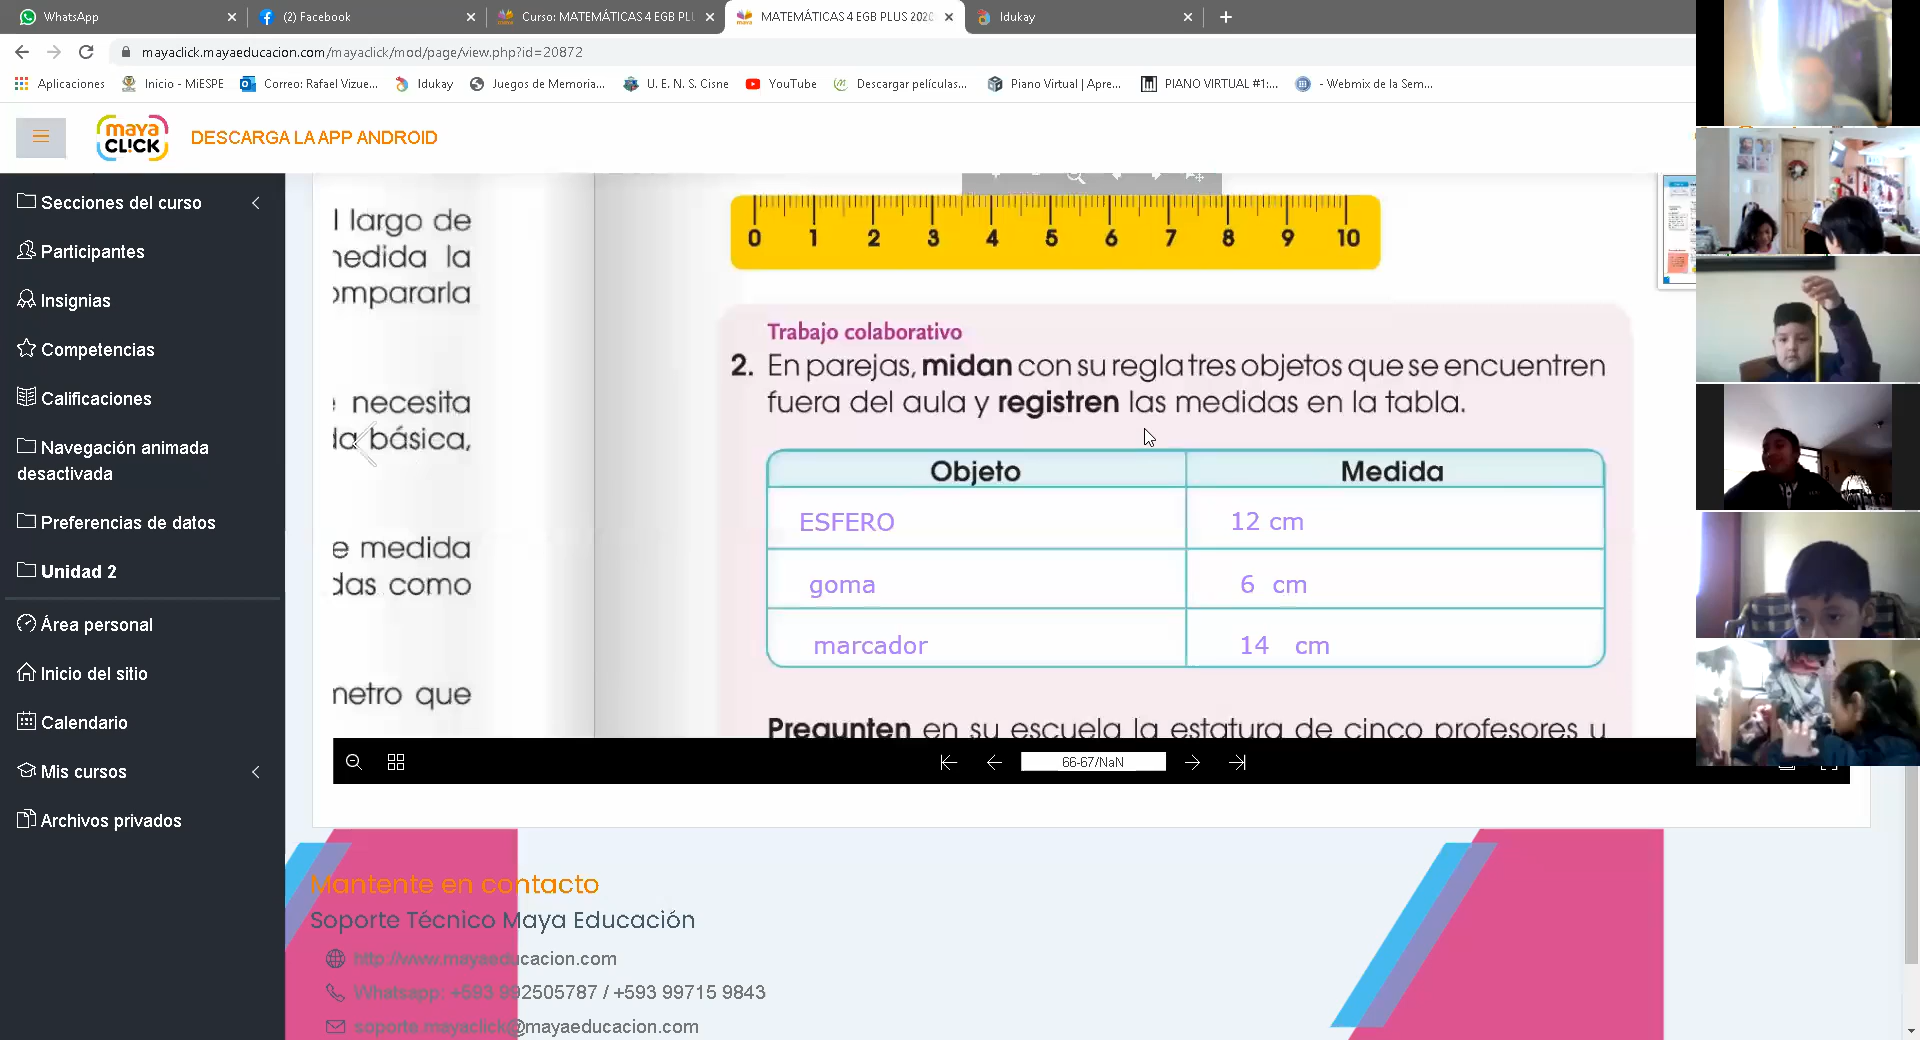 WhatsApp
(2) Facebook
Curso: MATEMÁTICAS 4 EGB PLU
MATEMÁTICAS 4 EGB PLUS 2020
Idukay
mayaclick.mayaeducacion.com/mayaclick/mod/page/view.php?id=20872
Aplicaciones
Inicio - MiESPE
Correo: Rafael Vizue...
Idukay
Juegos de Memoria...
U. E. N. S. Cisne
YouTube
Descargar películas...
Piano Virtual | Apre...
PIANO VIRTUAL #1:...
- Webmix de la Sem...
maya
CLICK
DESCARGA LA APP ANDROID
Secciones del curso
Participantes
Insignias
Competencias
Calificaciones
Navegación animada
desactivada
Preferencias de datos
Unidad 2
Área personal
Inicio del sitio
Calendario
Mis cursos
Archivos privados
l largo de
nedida la
ompararla
necesita
da básica,
e medida
das como
netro que
0 1 2 3 4 5 6 7 8 9 10
Trabajo colaborativo
2. En parejas, midan con su regla tres objetos que se encuentren
fuera del aula y registren las medidas en la tabla.
Objeto Medida
ESFERO 12 cm
goma 6 cm
marcador 14 cm
Pregunten en su escuela la estatura de cinco profesores u
66-67/NaN
Mantente en contacto
Soporte Técnico Maya Educación
http://www.mayaeducacion.com
Whatsapp: +593 992505787 / +593 99715 9843
soporte.mayaclick@mayaeducacion.com